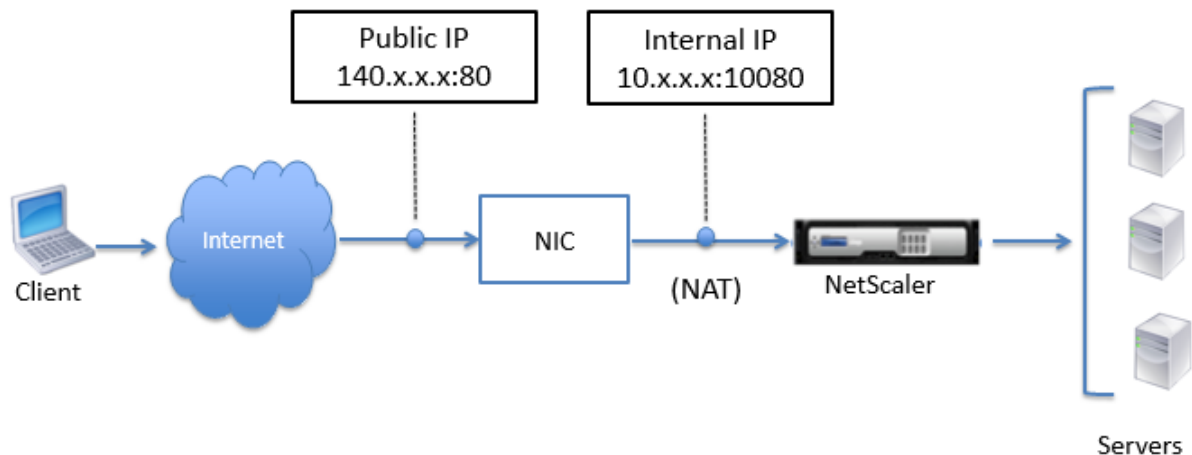 Public IP
140.x.x.x:80
Internal IP
10.x.x.x:10080
Internet
NIC
Client
(NAT)
NetScaler
Servers